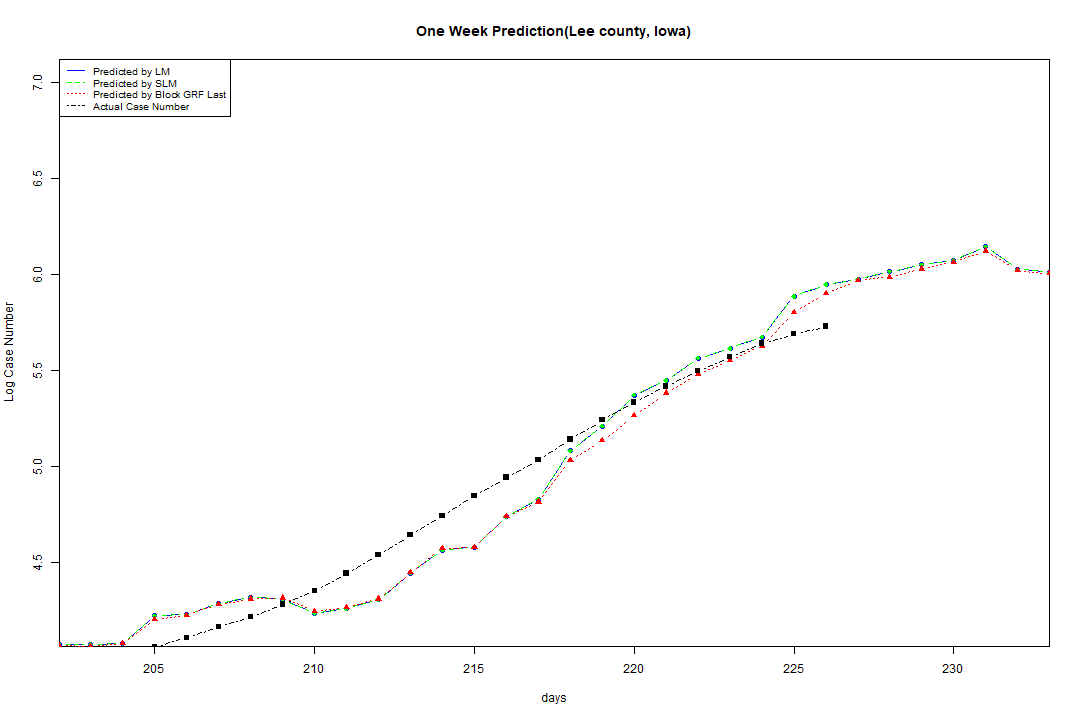 One Week Prediction(Lee county, Iowa)
Predicted by LM
Predicted by SLM
Predicted by Block GRF Last
Actual Case Number
7.0
6.5
6.0
5.5
5.0
4.5
Log Case Number
205 210 215 220 225 230
days